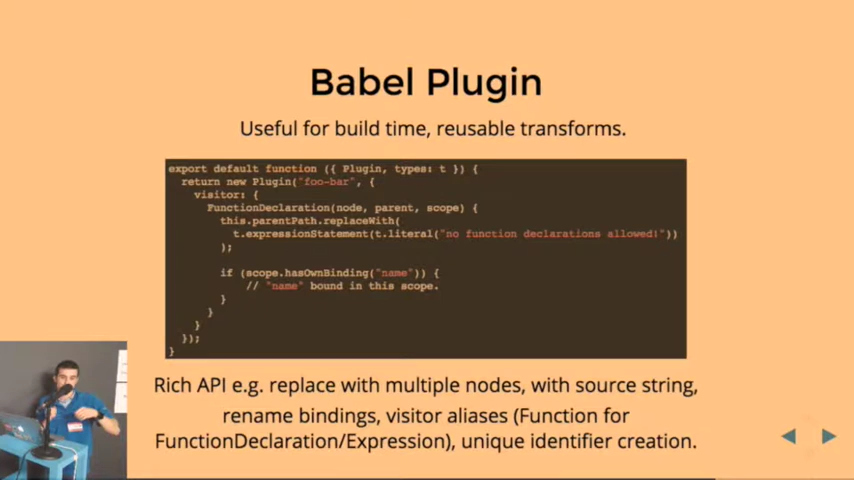 Babel Plugin
Useful for build time, reusable transforms.
export default function ({ Plugin, types: t }) {
return new Plugin("foo-bar", {
visitor: {
FunctionDeclaration(node, parent, scope) {
this.parentPath.replaceWith(
t.expressionStatement(t.literal("no function declarations allowed!"))
);
if (scope.hasOwnBinding("name")) {
// "name" bound in this scope.
}
}
}
});
}
Rich API e.g. replace with multiple nodes, with source string,
rename bindings, visitor aliases (Function for
FunctionDeclaration/Expression), unique identifier creation.